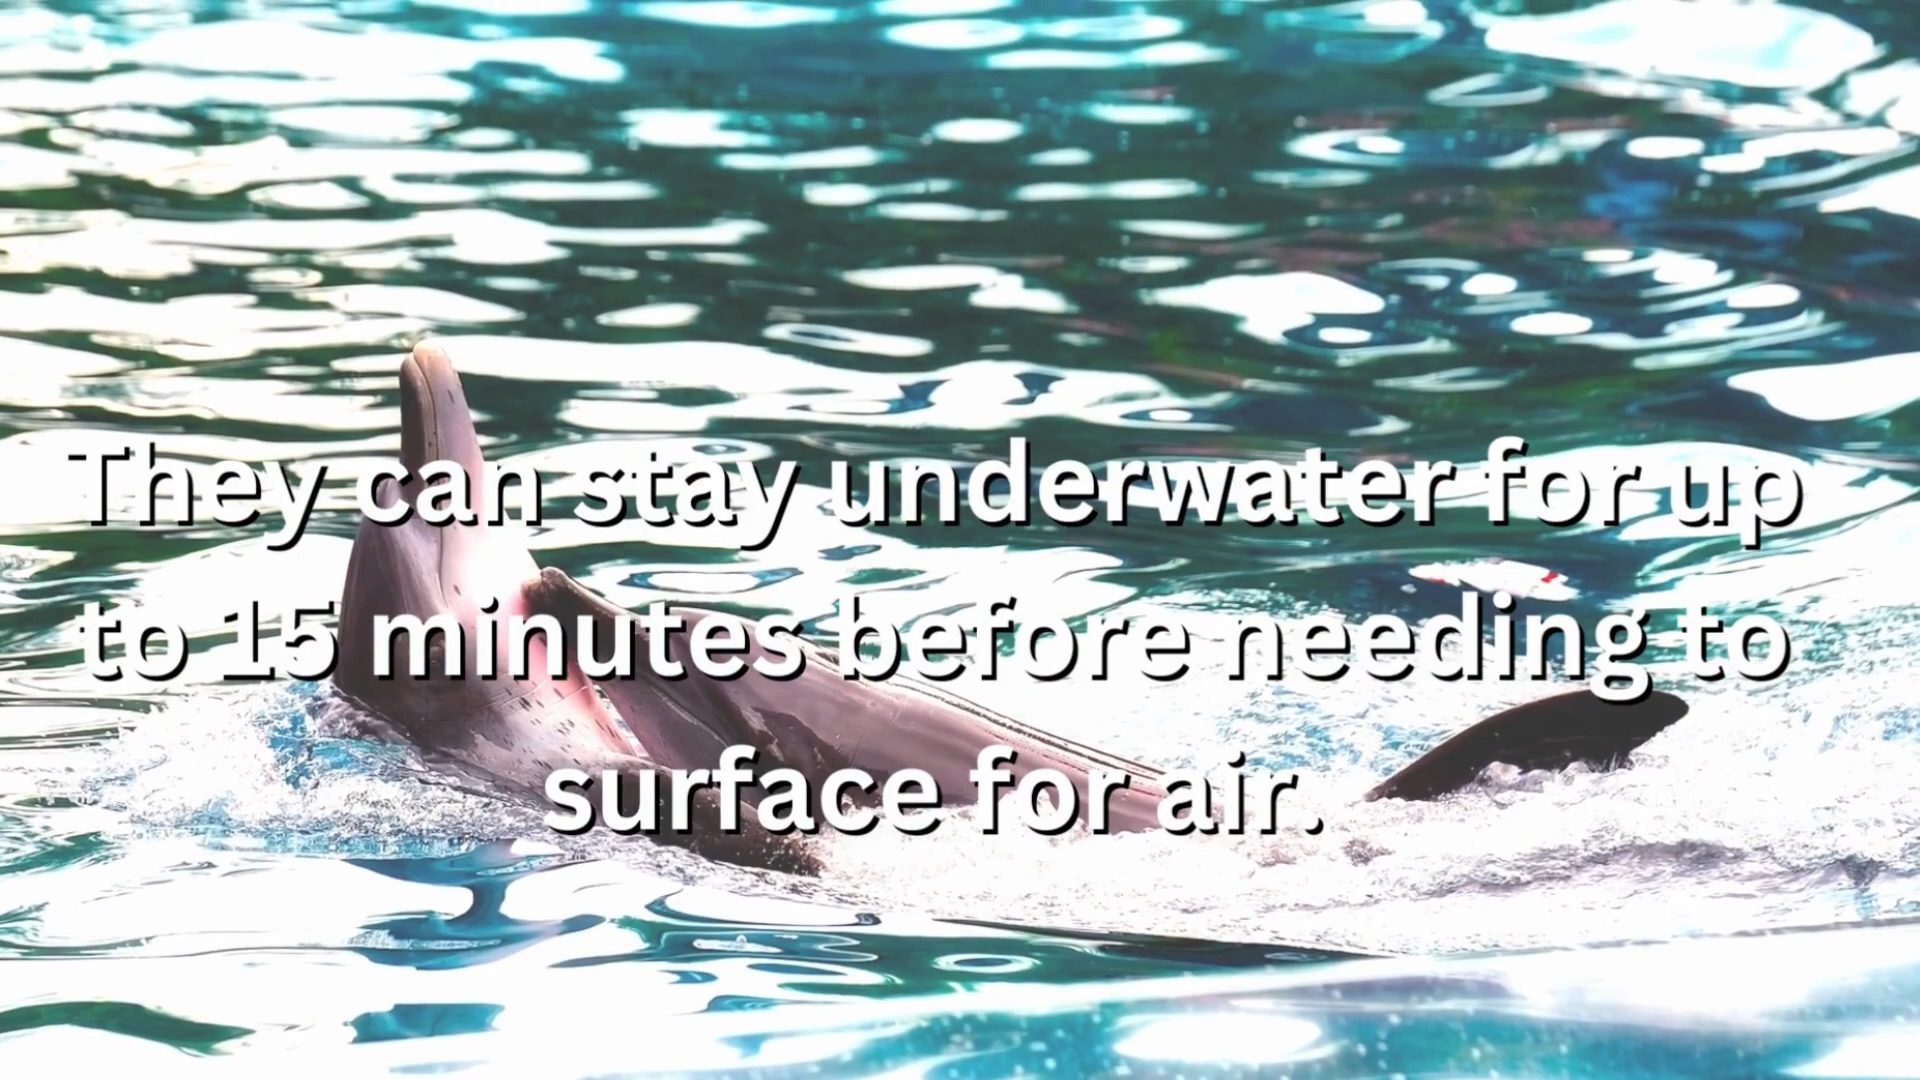 They can stay underwater for up
to 15 minutes before needing to
surface for air.